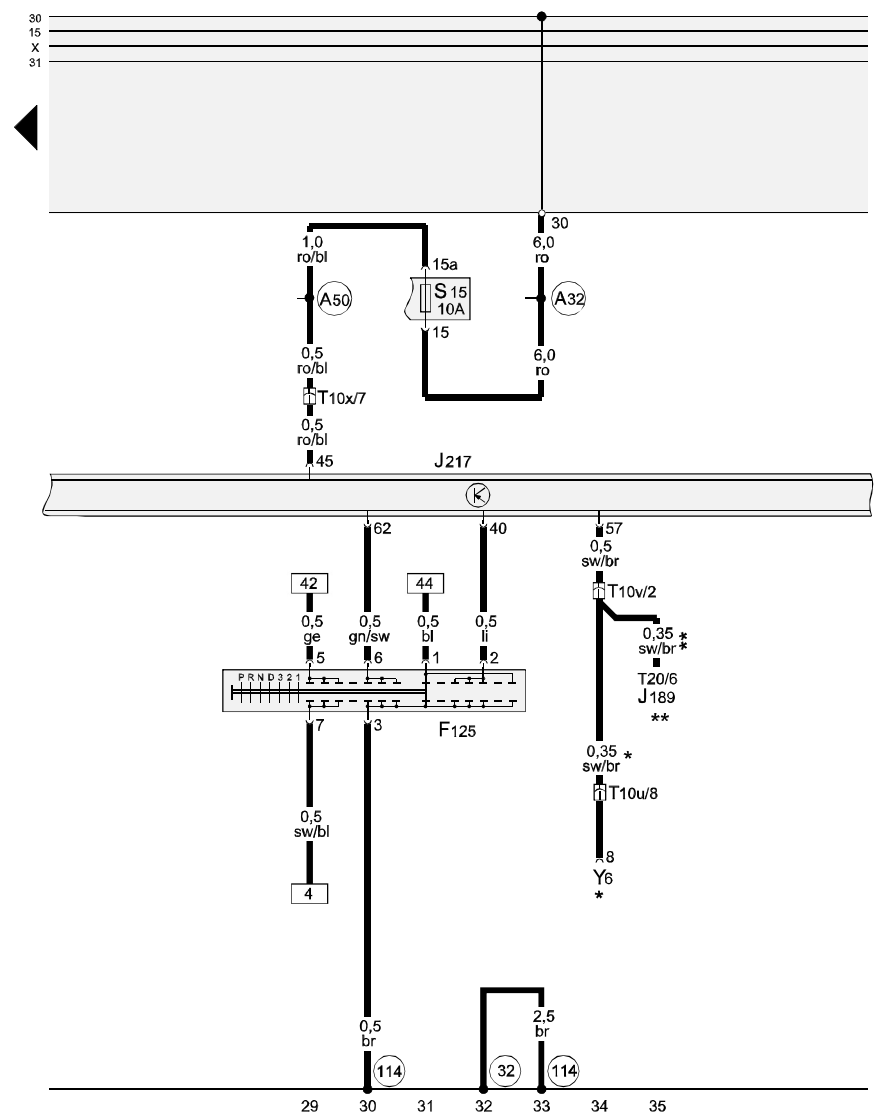 30
15
X
31
30
1,0
ro/bl
6,0
ro
15a
S 15
10A
A50
A32
15
0,5
ro/bl
6,0
ro
T10x/7
0,5
ro/bl
45
J217
62
40
57
0,5
sw/br
42
44
T10v/2
0,5
ge
0,5
gn/sw
0,5
bl
0,5
li
0,35
sw/br
**
5
6
1
2
T20/6
J189
**
P R N D 3 2 1
7
3
F125
0,35
sw/br
*
T10u/8
0,5
sw/bl
8
Y6
*
4
0,5
br
2,5
br
114
32
114
29 30 31 32 33 34 35